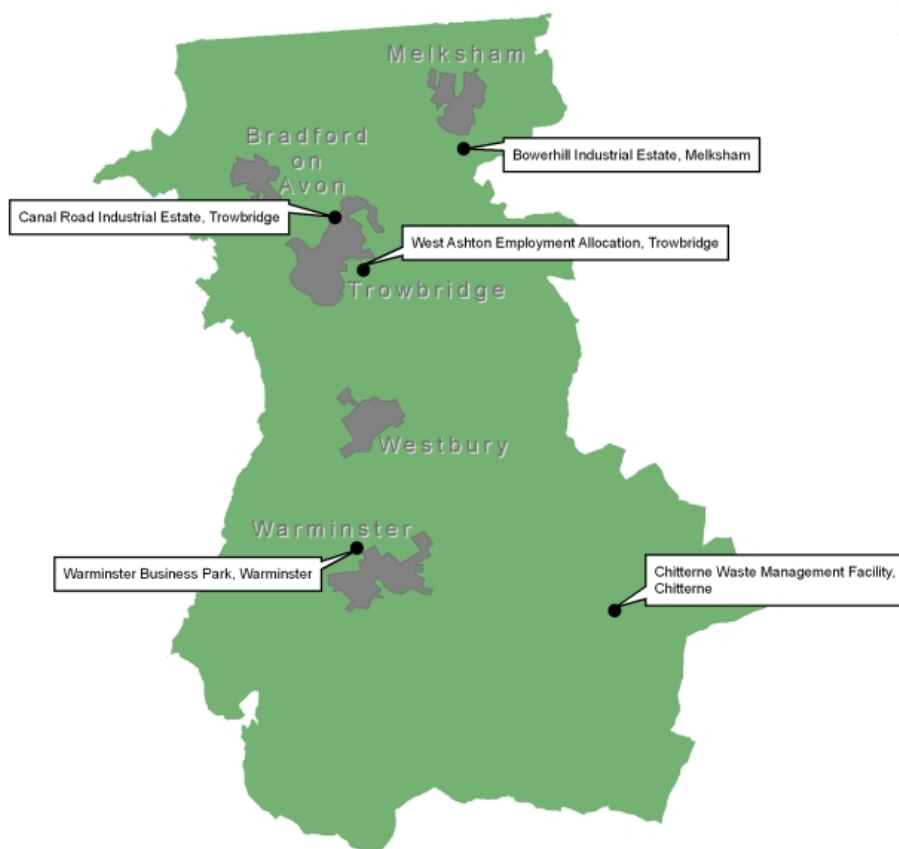 Melksham
Bowerhill Industrial Estate, Melksham
Bradford
on
Avon
Canal Road Industrial Estate, Trowbridge
West Ashton Employment Allocation, Trowbridge
Trowbridge
Westbury
Warminster
Warminster Business Park, Warminster
Chitterne Waste Management Facility,
Chitterne